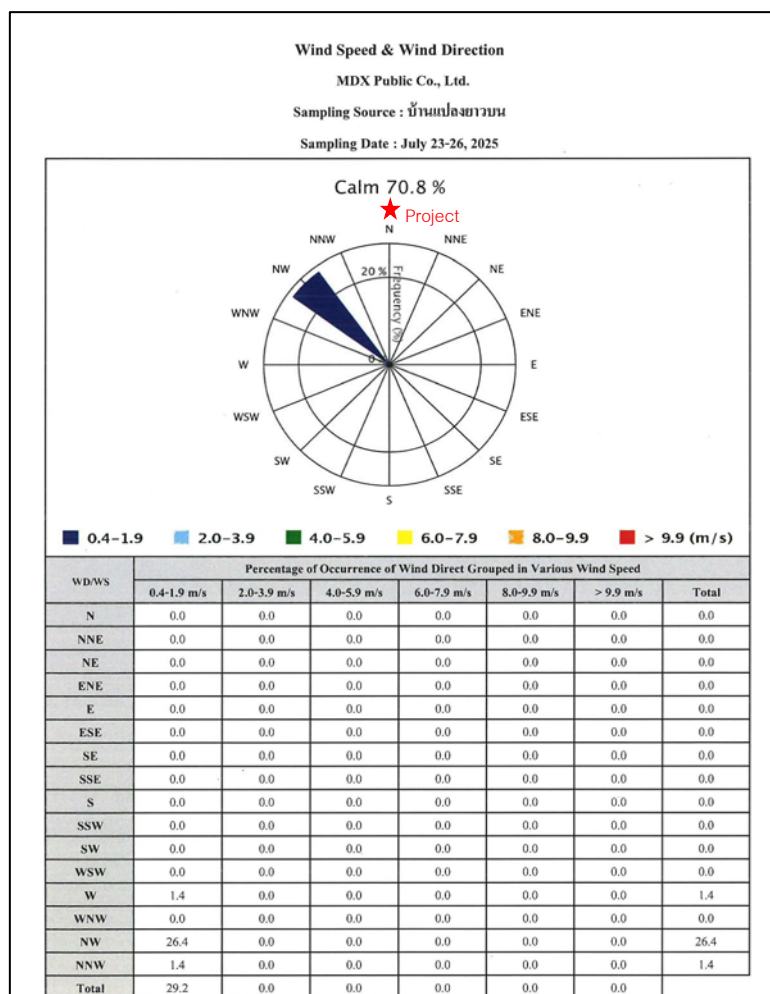 Wind Speed & Wind Direction
MDX Public Co., Ltd.
Sampling Source : บ้านแปลงยาวบน
Sampling Date : July 23-26, 2025
Calm 70.8 %
Project
N
NNW
NNE
NW
20 %
NE
Frequency (%)
WNW
ENE
0
W
E
WSW
ESE
SW
SE
SSW
SSE
S
0.4-1.9 2.0-3.9 4.0-5.9 6.0-7.9 8.0-9.9 > 9.9 (m/s)
WD/WS Percentage of Occurrence of Wind Direct Grouped in Various Wind Speed
0.4-1.9 m/s 2.0-3.9 m/s 4.0-5.9 m/s 6.0-7.9 m/s 8.0-9.9 m/s > 9.9 m/s Total
N 0.0 0.0 0.0 0.0 0.0 0.0 0.0
NNE 0.0 0.0 0.0 0.0 0.0 0.0 0.0
NE 0.0 0.0 0.0 0.0 0.0 0.0 0.0
ENE 0.0 0.0 0.0 0.0 0.0 0.0 0.0
E 0.0 0.0 0.0 0.0 0.0 0.0 0.0
ESE 0.0 0.0 0.0 0.0 0.0 0.0 0.0
SE 0.0 0.0 0.0 0.0 0.0 0.0 0.0
SSE 0.0 0.0 0.0 0.0 0.0 0.0 0.0
S 0.0 0.0 0.0 0.0 0.0 0.0 0.0
SSW 0.0 0.0 0.0 0.0 0.0 0.0 0.0
SW 0.0 0.0 0.0 0.0 0.0 0.0 0.0
WSW 0.0 0.0 0.0 0.0 0.0 0.0 0.0
W 1.4 0.0 0.0 0.0 0.0 0.0 1.4
WNW 0.0 0.0 0.0 0.0 0.0 0.0 0.0
NW 26.4 0.0 0.0 0.0 0.0 0.0 26.4
NNW 1.4 0.0 0.0 0.0 0.0 0.0 1.4
Total 29.2 0.0 0.0 0.0 0.0 0.0